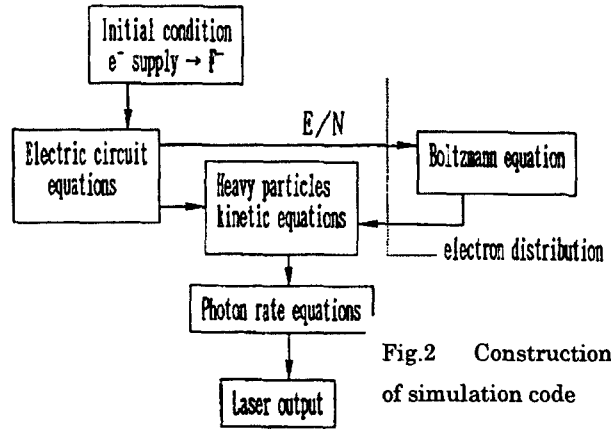 Initial condition
e⁻ supply → F⁻
E/N
Electric circuit
equations
Boltzmann equation
Heavy particles
kinetic equations
electron distribution
Photon rate equations
Fig.2 Construction
of simulation code
Laser output